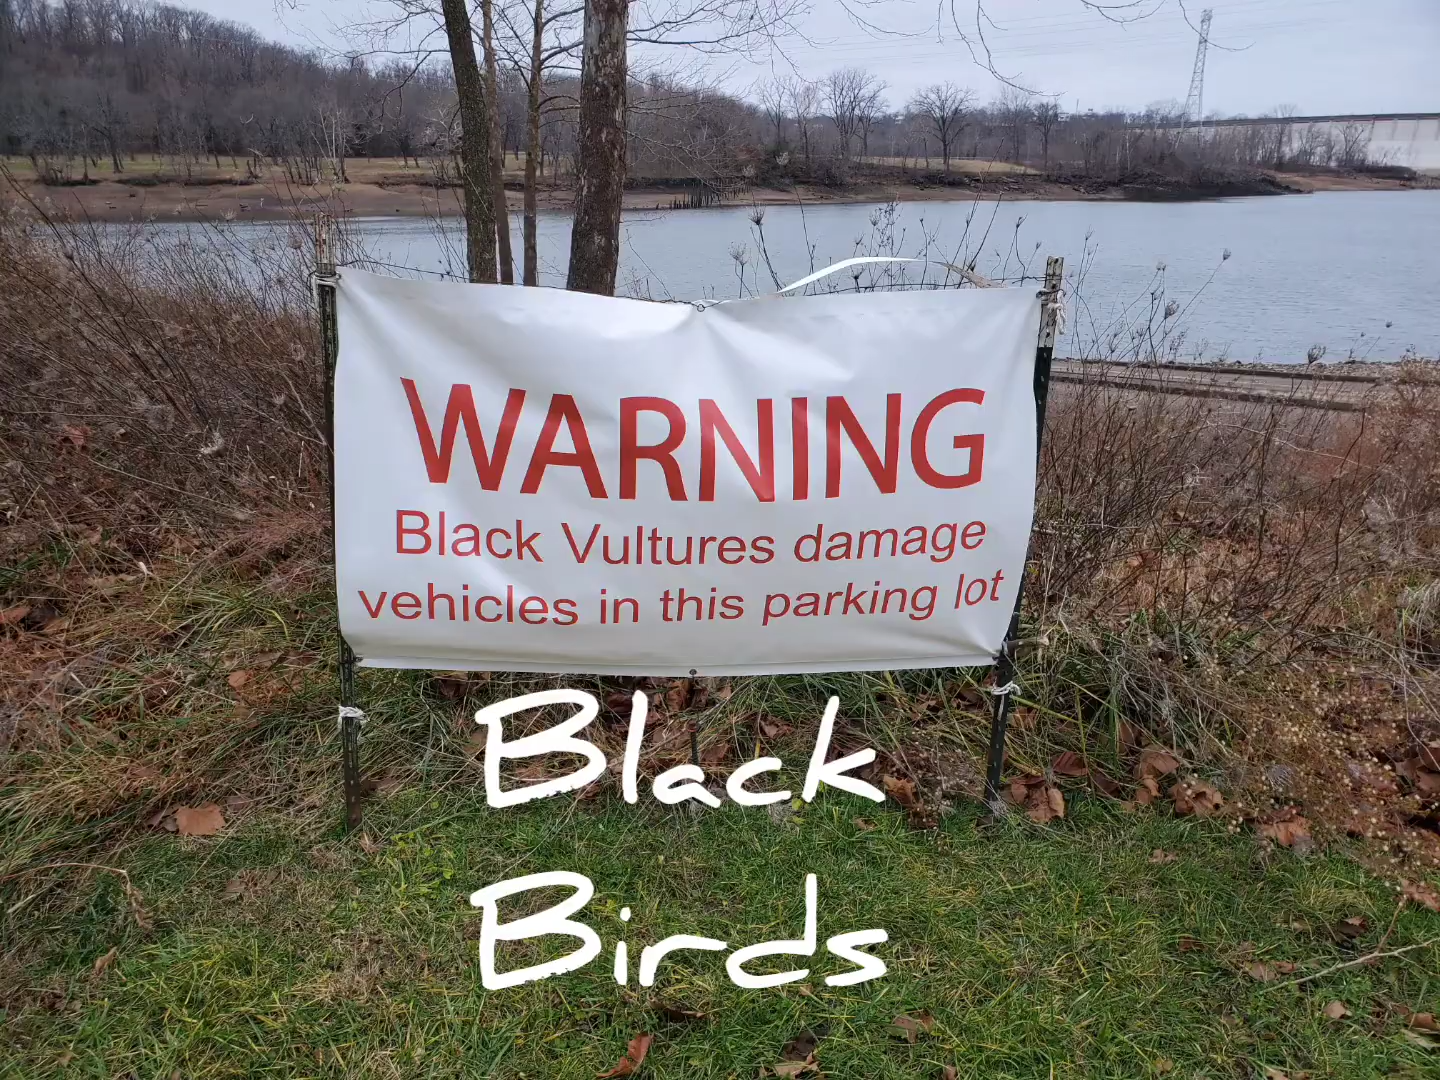 WARNING
Black Vultures damage
vehicles in this parking lot
Black
Birds